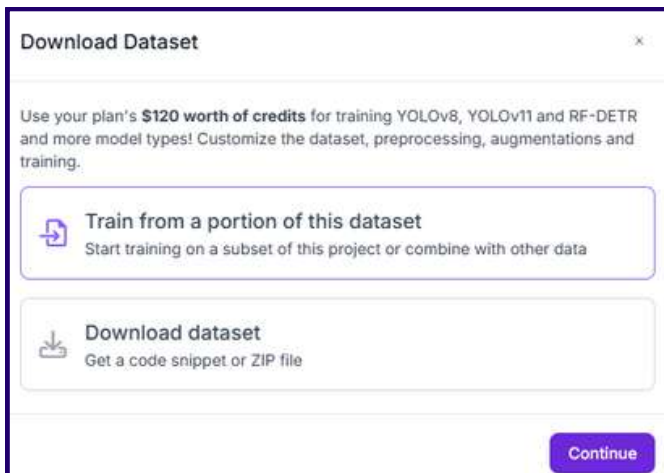 Download Dataset
×
Use your plan's $120 worth of credits for training YOLOv8, YOLOv11 and RF-DETR
and more model types! Customize the dataset, preprocessing, augmentations and
training.
Train from a portion of this dataset
Start training on a subset of this project or combine with other data
Download dataset
Get a code snippet or ZIP file
Continue